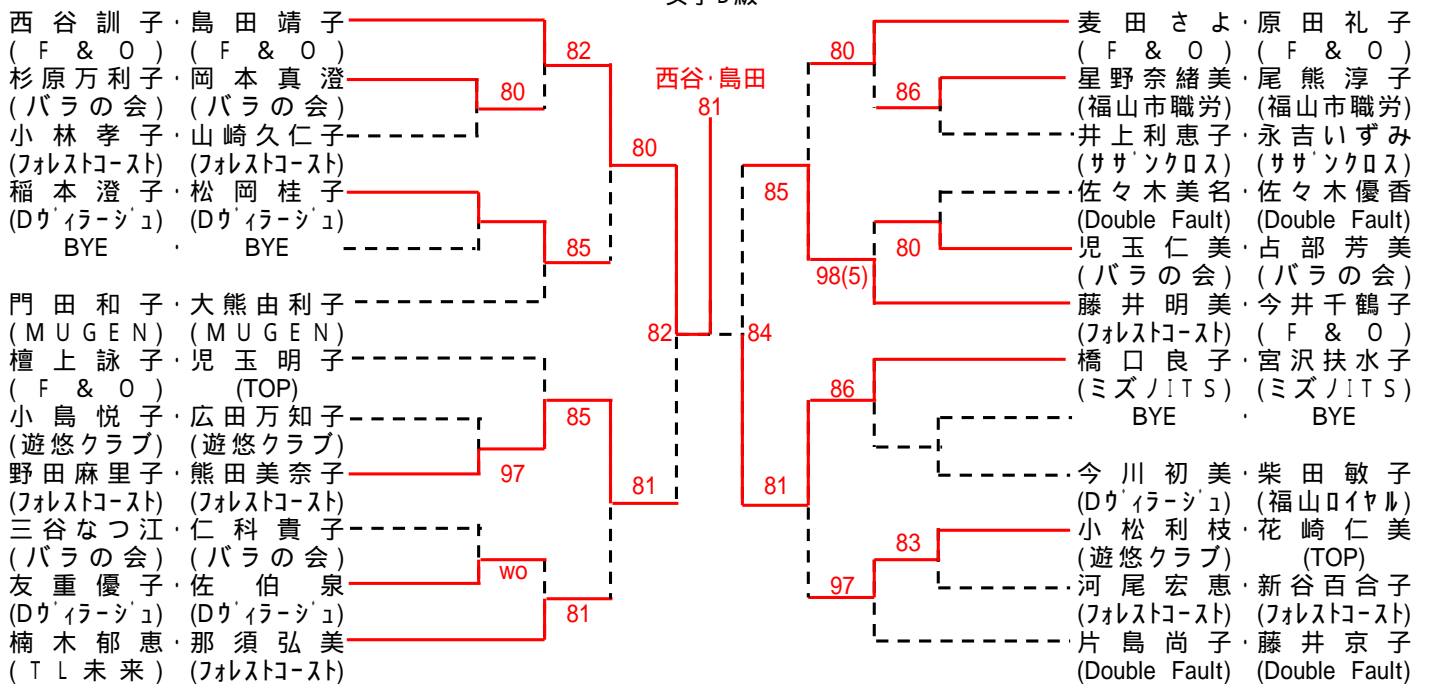 女子D級
西谷訓子・島田靖子
(F&O) (F&O)
杉原万利子・岡本真澄
(バラの会) (バラの会)
小林孝子・山崎久仁子
(フォレストコースト) (フォレストコースト)
稲本澄子・松岡桂子
(Dヴィラージュ) (Dヴィラージュ)
BYE ・ BYE
門田和子・大熊由利子
(MUGEN) (MUGEN)
檀上詠子・児玉明子
(F&O) (TOP)
小島悦子・広田万知子
(遊悠クラブ) (遊悠クラブ)
野田麻里子・熊田美奈子
(フォレストコースト) (フォレストコースト)
三谷なつ江・仁科貴子
(バラの会) (バラの会)
友重優子・佐伯泉
(Dヴィラージュ) (Dヴィラージュ)
楠木郁恵・那須弘美
(TL未来) (フォレストコースト)
82
80
80
85
82
85
97
81
wo
81
西谷・島田
81
80
86
85
80
98(5)
84
86
81
83
97
麦田さよ・原田礼子
(F&O) (F&O)
星野奈緒美・尾熊淳子
(福山市職労) (福山市職労)
井上利恵子・永吉いずみ
(サザンクロス) (サザンクロス)
佐々木美名・佐々木優香
(Double Fault) (Double Fault)
児玉仁美・占部芳美
(バラの会) (バラの会)
藤井明美・今井千鶴子
(フォレストコースト) (F&O)
橋口良子・宮沢扶水子
(ミズノITS) (ミズノITS)
BYE ・ BYE
今川初美・柴田敏子
(Dヴィラージュ) (福山ロイヤル)
小松利枝・花崎仁美
(遊悠クラブ) (TOP)
河尾宏恵・新谷百合子
(フォレストコースト) (フォレストコースト)
片島尚子・藤井京子
(Double Fault) (Double Fault)